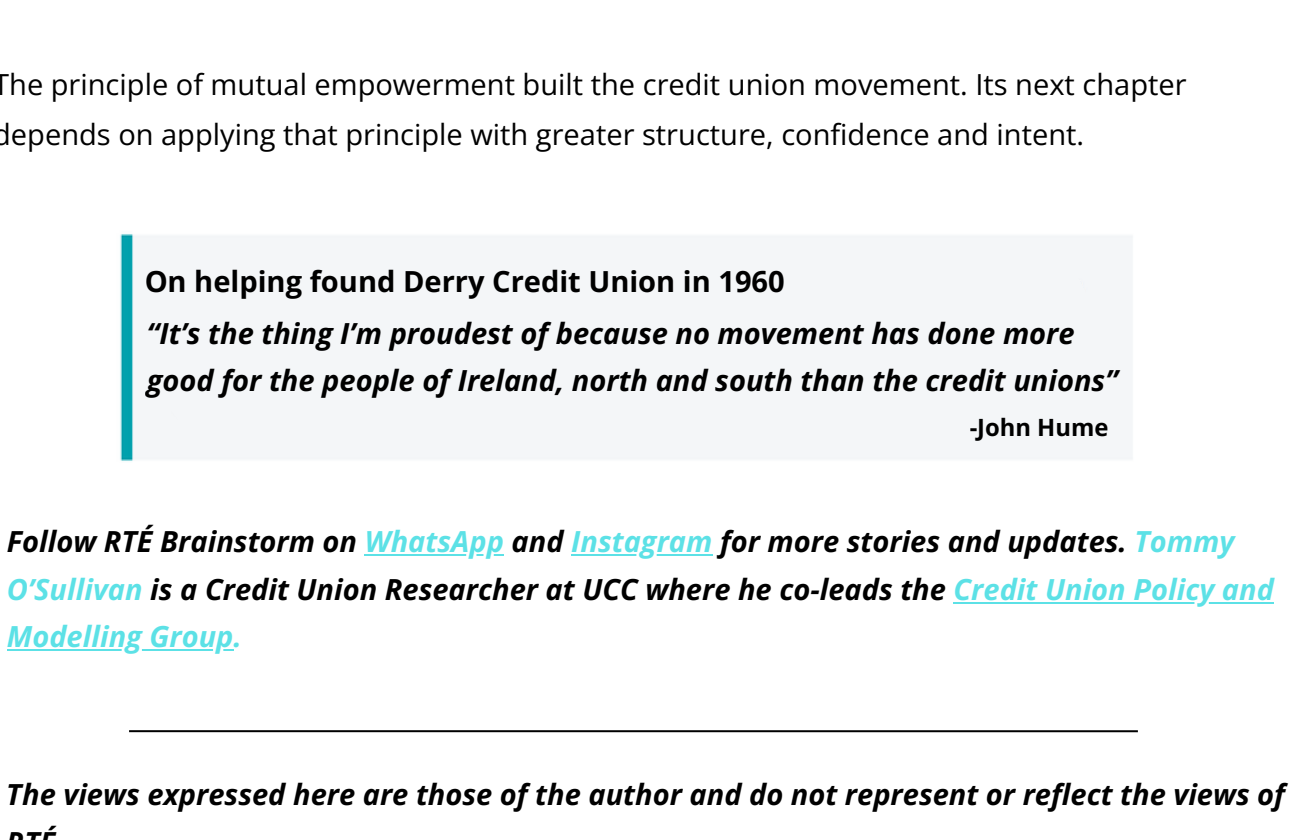 The principle of mutual empowerment built the credit union movement. Its next chapter
depends on applying that principle with greater structure, confidence and intent.
On helping found Derry Credit Union in 1960
“It’s the thing I’m proudest of because no movement has done more
good for the people of Ireland, north and south than the credit unions”
-John Hume
Follow RTÉ Brainstorm on WhatsApp and Instagram for more stories and updates. Tommy
O’Sullivan is a Credit Union Researcher at UCC where he co-leads the Credit Union Policy and
Modelling Group.
The views expressed here are those of the author and do not represent or reflect the views of
RTÉ